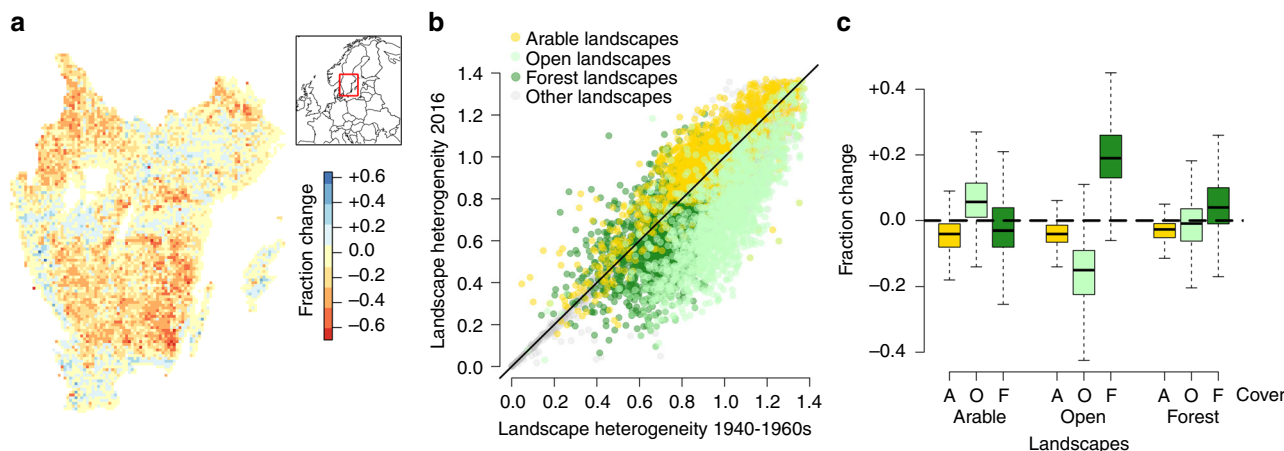 a
Fraction change
+0.6
+0.4
+0.2
0.0
−0.2
−0.4
−0.6
b
Arable landscapes
Open landscapes
Forest landscapes
Other landscapes
Landscape heterogeneity 2016
1.4
1.2
1.0
0.8
0.6
0.4
0.2
0.0
0.0 0.2 0.4 0.6 0.8 1.0 1.2 1.4
Landscape heterogeneity 1940-1960s
c
Fraction change
+0.4
+0.2
0.0
−0.2
−0.4
A O F A O F A O F Cover
Arable Open Forest
Landscapes